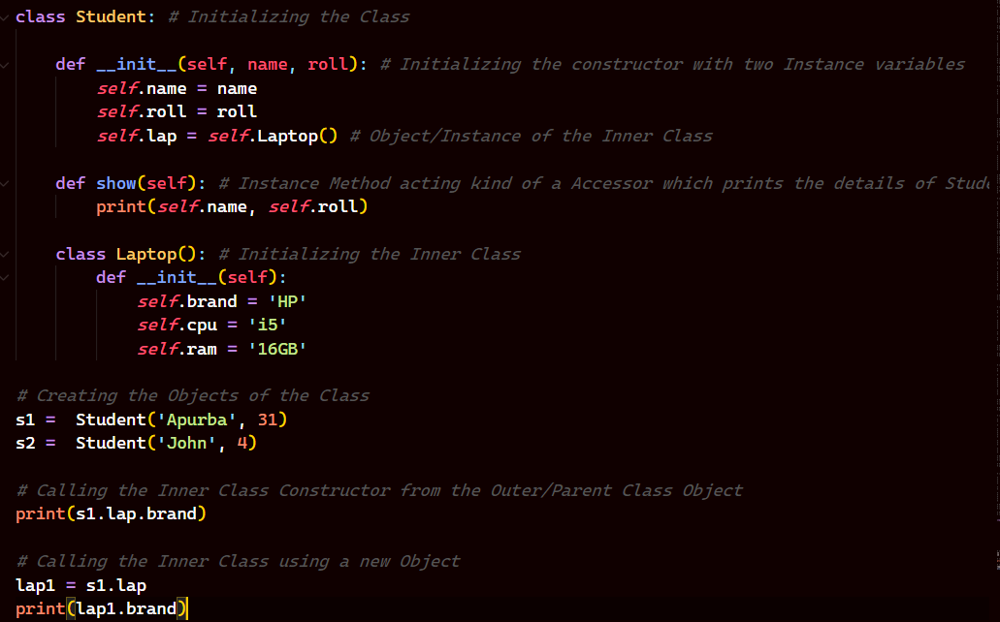 class Student: # Initializing the Class
def __init__(self, name, roll): # Initializing the constructor with two Instance variables
self.name = name
self.roll = roll
self.lap = self.Laptop() # Object/Instance of the Inner Class
def show(self): # Instance Method acting kind of a Accessor which prints the details of
print(self.name, self.roll)
class Laptop(): # Initializing the Inner Class
def __init__(self):
self.brand = 'HP'
self.cpu = 'i5'
self.ram = '16GB'
# Creating the Objects of the Class
s1 =  Student('Apurba', 31)
s2 =  Student('John', 4)
# Calling the Inner Class Constructor from the Outer/Parent Class Object
print(s1.lap.brand)
# Calling the Inner Class using a new Object
lap1 = s1.lap
print(lap1.brand)